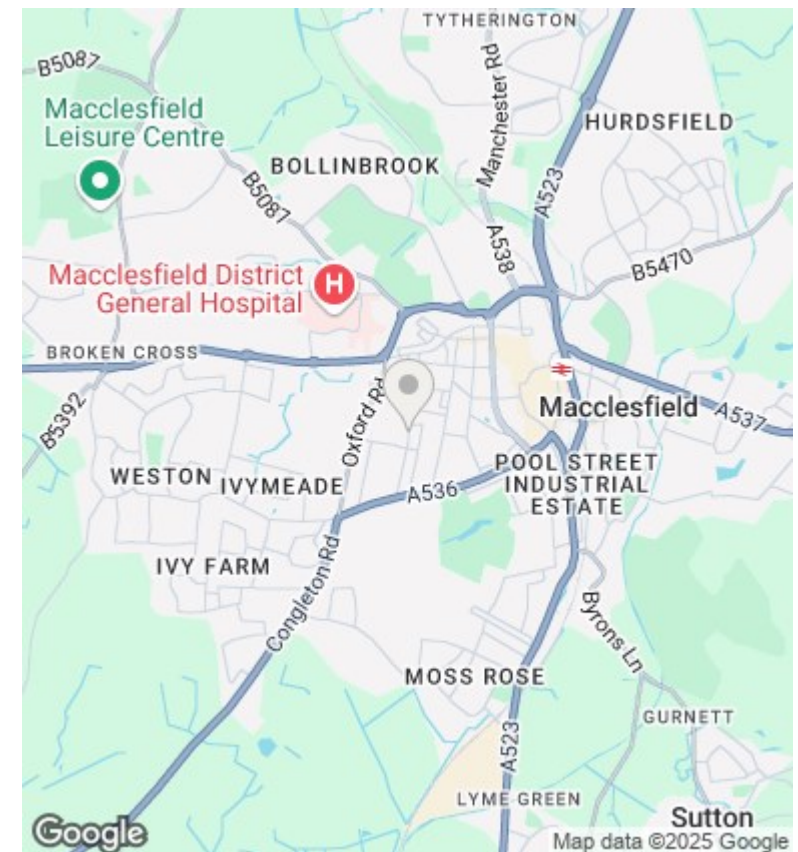 TYTHERINGTON
B5087
Manchester Rd
Macclesfield
Leisure Centre
HURDSFIELD
BOLLINBROOK
A523
B5087
A538
B5470
Macclesfield District
General Hospital
H
BROKEN CROSS
Oxford Rd
Macclesfield
A537
B5392
WESTON
IVYMEADE
A536
POOL STREET
INDUSTRIAL
ESTATE
IVY FARM
Congleton Rd
Byrons Ln
MOSS ROSE
GURNETT
A523
LYME GREEN
Sutton
Google
Map data ©2025 Google